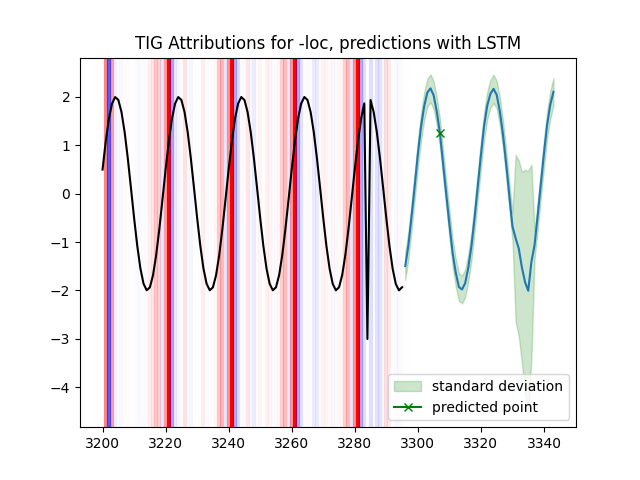 TIG Attributions for -loc, predictions with LSTM
2
1
0
−1
−2
−3
−4
standard deviation
predicted point
3200 3220 3240 3260 3280 3300 3320 3340